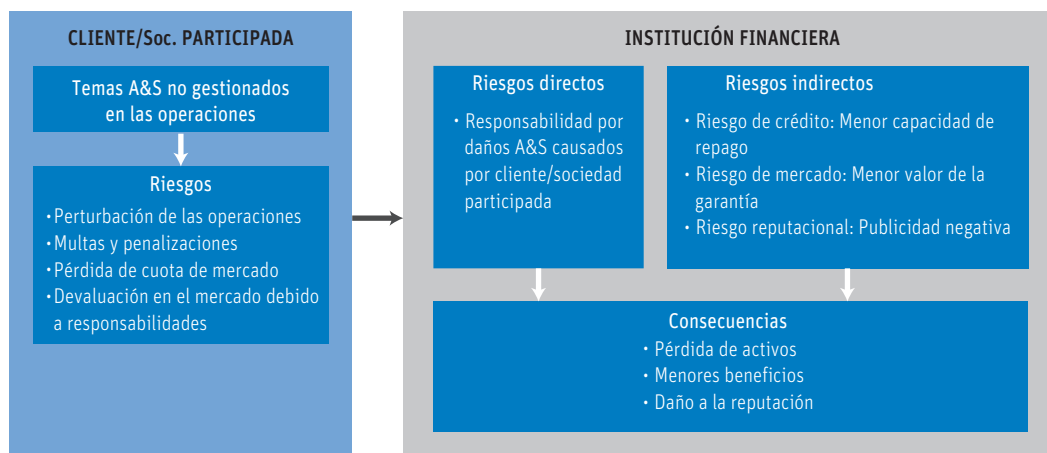 CLIENTE/Soc. PARTICIPADA
Temas A&S no gestionados
en las operaciones
Riesgos
• Perturbación de las operaciones
• Multas y penalizaciones
• Pérdida de cuota de mercado
• Devaluación en el mercado debido
a responsabilidades
INSTITUCIÓN FINANCIERA
Riesgos directos
• Responsabilidad por
daños A&S causados
por cliente/sociedad
participada
Riesgos indirectos
• Riesgo de crédito: Menor capacidad de
repago
• Riesgo de mercado: Menor valor de la
garantía
• Riesgo reputacional: Publicidad negativa
Consecuencias
• Pérdida de activos
• Menores beneficios
• Daño a la reputación